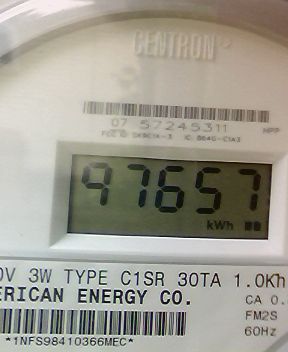 CENTRON
07 57245311 HPP
97657
kWh
0V 3W TYPE C1SR 30TA 1.0Kh
ERICAN ENERGY CO. CA 0.
FM2S
*1NFS98410366MEC* 60Hz